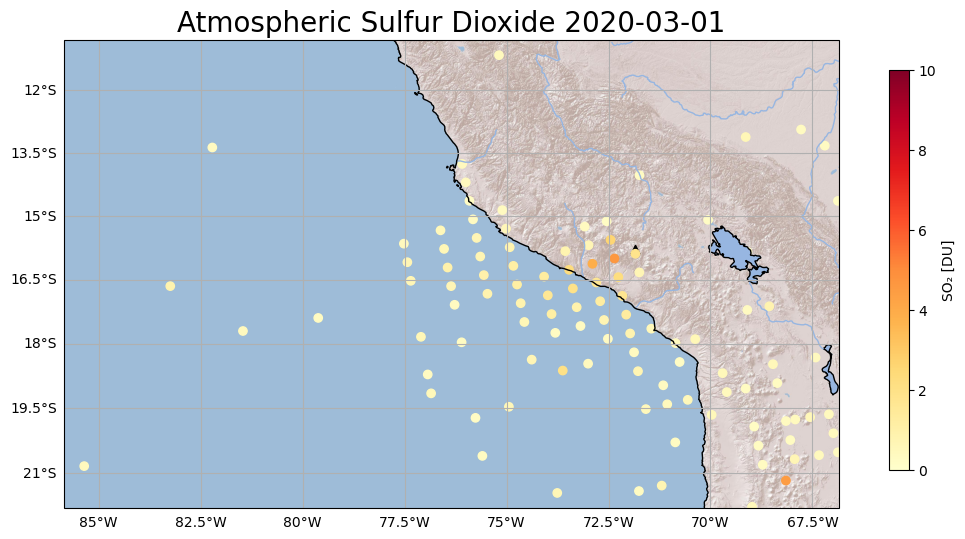 Atmospheric Sulfur Dioxide 2020-03-01
12°S
13.5°S
15°S
16.5°S
18°S
19.5°S
21°S
85°W 82.5°W 80°W 77.5°W 75°W 72.5°W 70°W 67.5°W
10
8
6
4
2
0
SO₂ [DU]